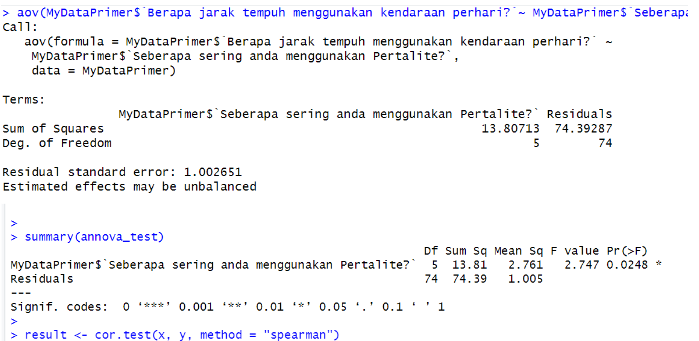 > aov(MyDataPrimer$`Berapa jarak tempuh menggunakan kendaraan perhari?`~ MyDataPrimer$`Seberapa
Call:
   aov(formula = MyDataPrimer$`Berapa jarak tempuh menggunakan kendaraan perhari?` ~
    MyDataPrimer$`Seberapa sering anda menggunakan Pertalite?`,
    data = MyDataPrimer)
Terms:
                MyDataPrimer$`Seberapa sering anda menggunakan Pertalite?` Residuals
Sum of Squares                                                    13.80713  74.39287
Deg. of Freedom                                                          5        74
Residual standard error: 1.002651
Estimated effects may be unbalanced
>
> summary(annova_test)
                                                          Df Sum Sq Mean Sq F value Pr(>F)
MyDataPrimer$`Seberapa sering anda menggunakan Pertalite?`  5  13.81   2.761   2.747 0.0248 *
Residuals                                                  74  74.39   1.005
---
Signif. codes:  0 ‘***’ 0.001 ‘**’ 0.01 ‘*’ 0.05 ‘.’ 0.1 ‘ ’ 1
>
> result <- cor.test(x, y, method = "spearman")